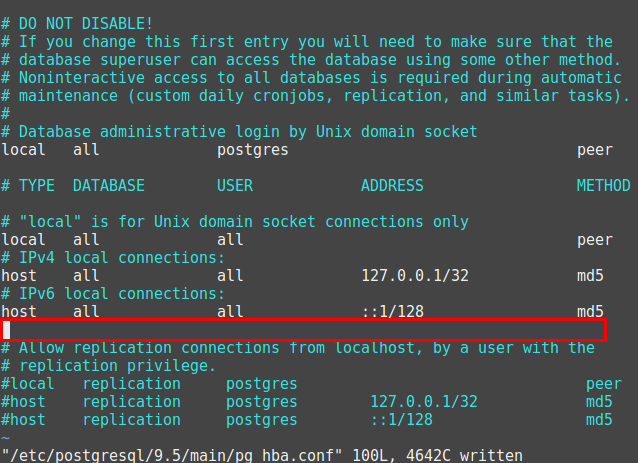 # DO NOT DISABLE!
# If you change this first entry you will need to make sure that the
# database superuser can access the database using some other method.
# Noninteractive access to all databases is required during automatic
# maintenance (custom daily cronjobs, replication, and similar tasks).
#
# Database administrative login by Unix domain socket
local   all             postgres                                peer
# TYPE  DATABASE        USER            ADDRESS                 METHOD
# "local" is for Unix domain socket connections only
local   all             all                                     peer
# IPv4 local connections:
host    all             all             127.0.0.1/32            md5
# IPv6 local connections:
host    all             all             ::1/128                 md5
# Allow replication connections from localhost, by a user with the
# replication privilege.
#local   replication     postgres                                peer
#host    replication     postgres        127.0.0.1/32            md5
#host    replication     postgres        ::1/128                 md5
~
"/etc/postgresql/9.5/main/pg_hba.conf" 100L, 4642C written